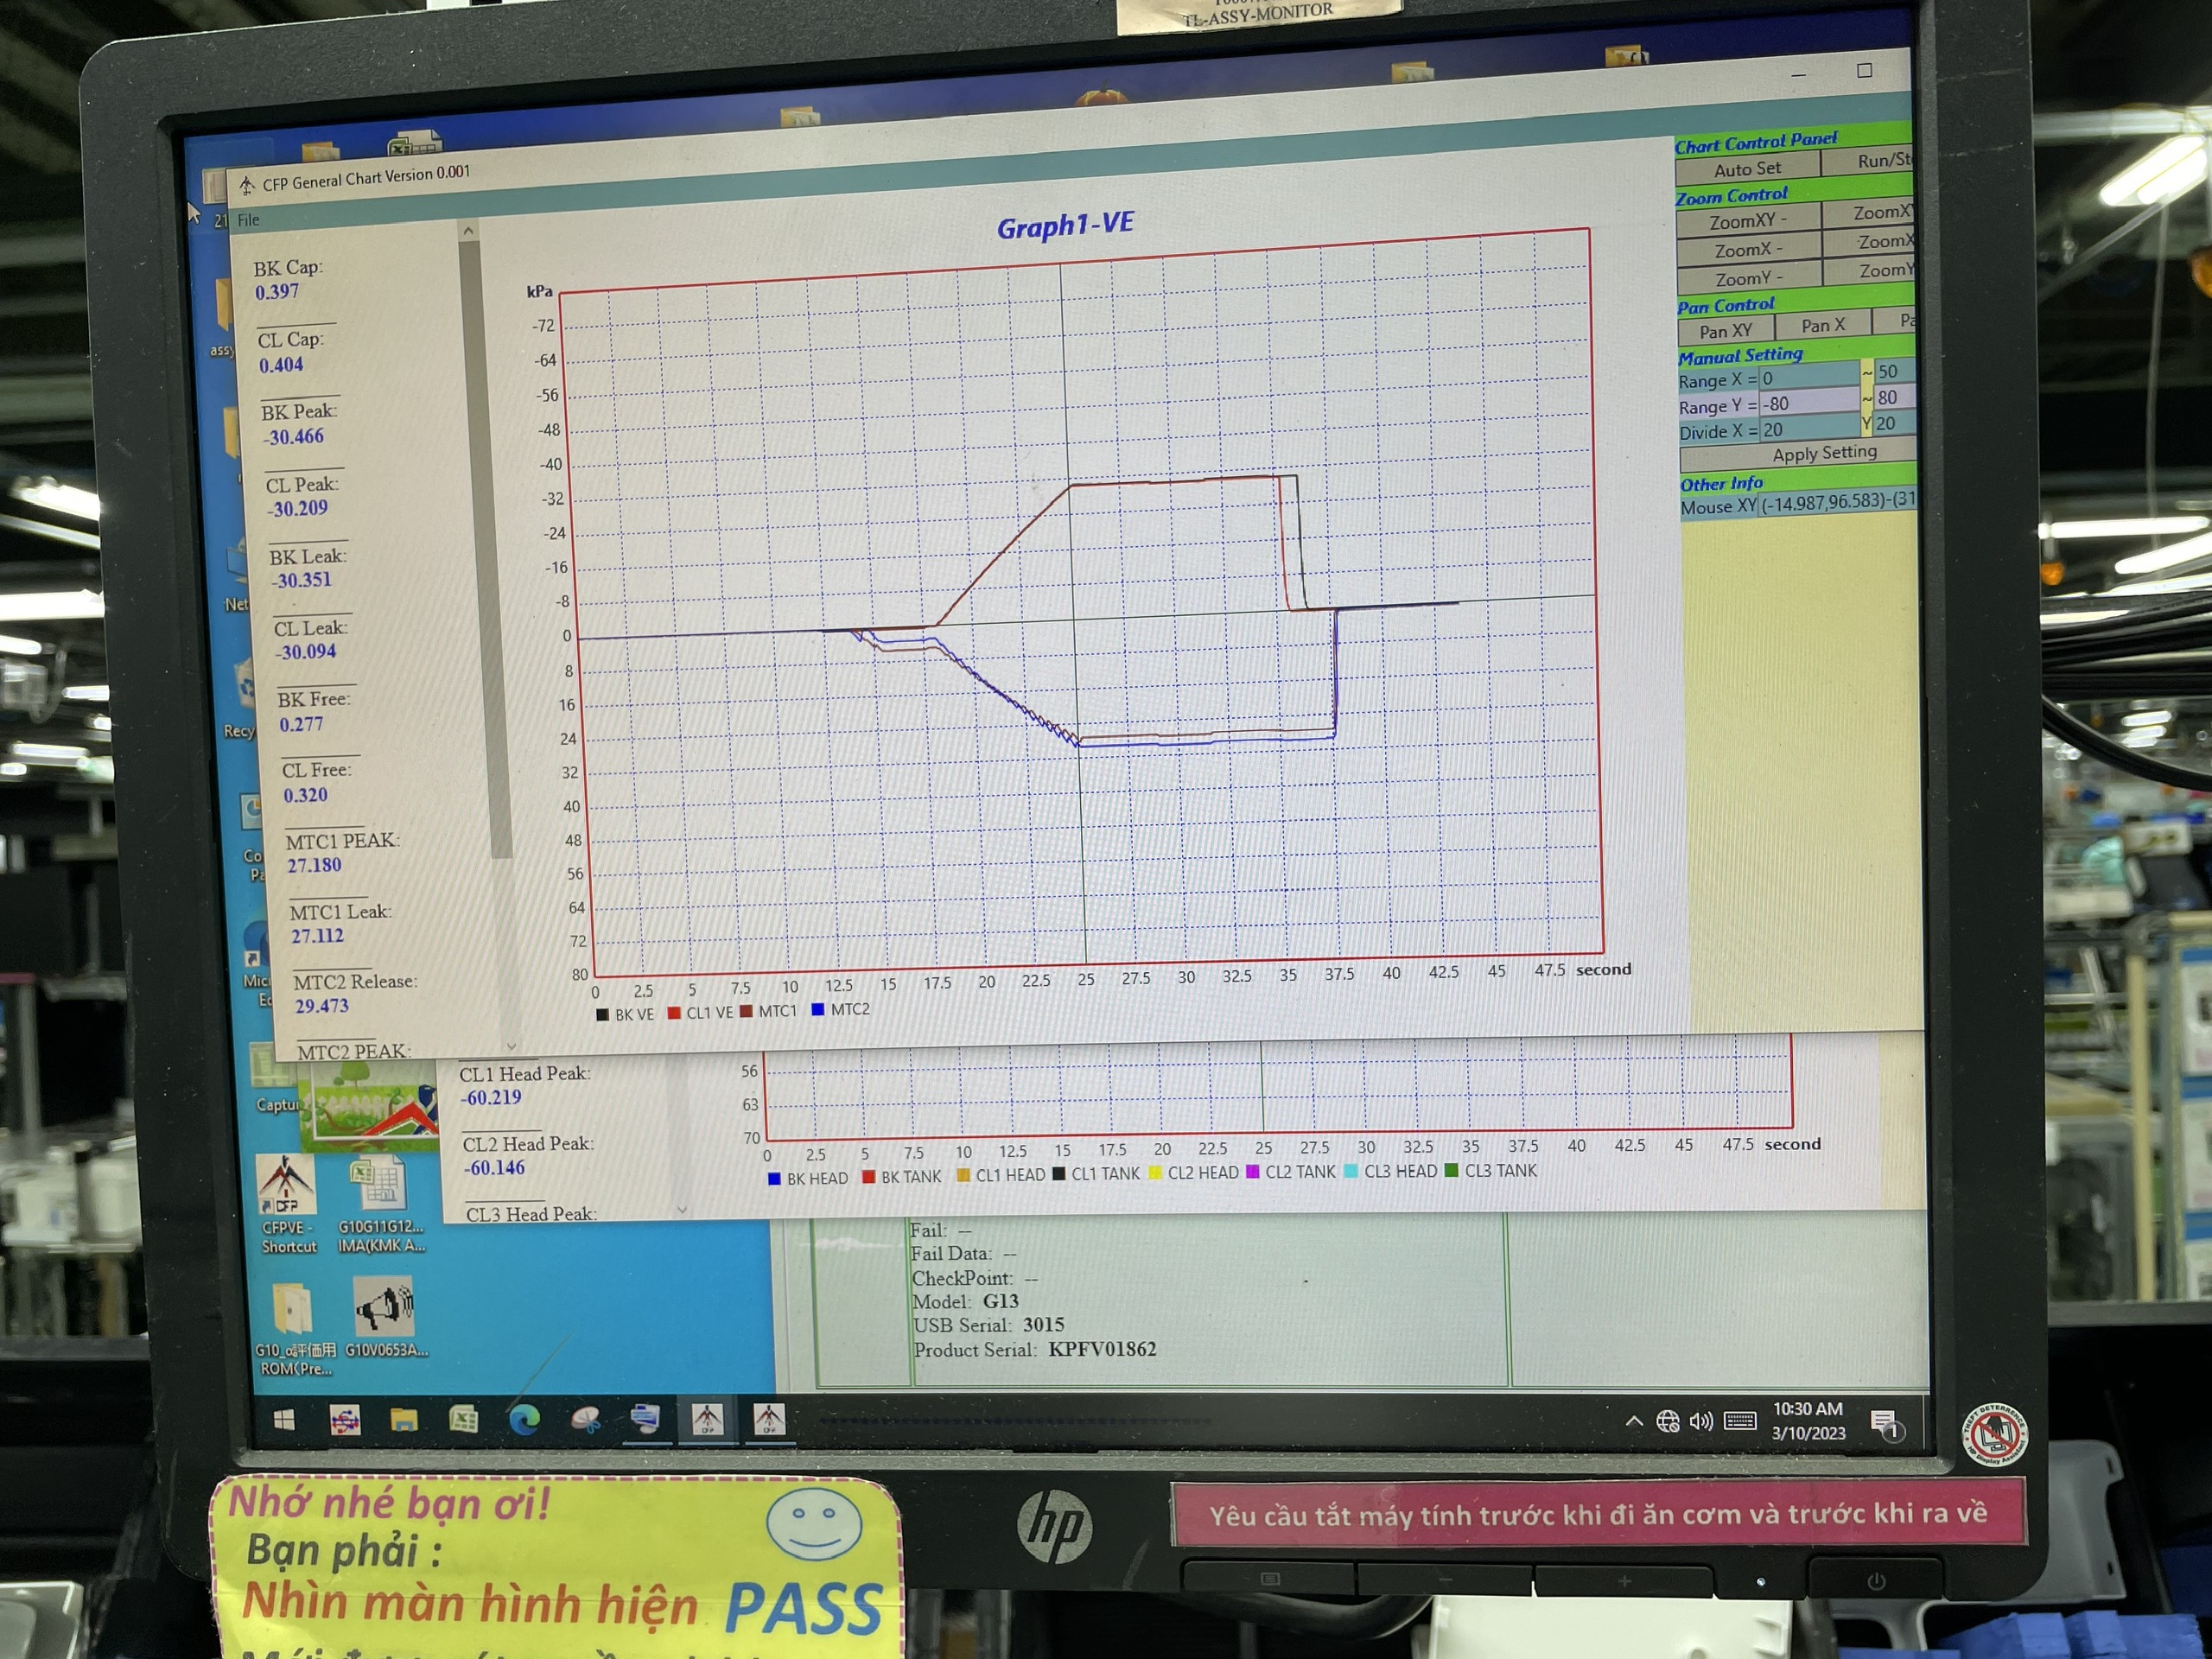 TL-ASSY-MONITOR
CFP General Chart Version 0.001
File
BK Cap:
0.397
CL Cap:
0.404
BK Peak:
-30.466
CL Peak:
-30.209
BK Leak:
-30.351
CL Leak:
-30.094
BK Free:
0.277
CL Free:
0.320
MTC1 PEAK:
27.180
MTC1 Leak:
27.112
MTC2 Release:
29.473
MTC2 PEAK:
Graph1-VE
kPa
-72
-64
-56
-48
-40
-32
-24
-16
-8
0
8
16
24
32
40
48
56
64
72
80
0 2.5 5 7.5 10 12.5 15 17.5 20 22.5 25 27.5 30 32.5 35 37.5 40 42.5 45 47.5 second
BK VE CL1 VE MTC1 MTC2
Chart Control Panel
Auto Set Run/St
Zoom Control
ZoomXY - ZoomXY
ZoomX - ZoomX
ZoomY - ZoomY
Pan Control
Pan XY Pan X Pa
Manual Setting
Range X = 0 ~ 50
Range Y = -80 ~ 80
Divide X = 20 Y 20
Apply Setting
Other Info
Mouse XY (-14.987,96.583)-(31
CL1 Head Peak:
-60.219
CL2 Head Peak:
-60.146
CL3 Head Peak:
56
63
70
0 2.5 5 7.5 10 12.5 15 17.5 20 22.5 25 27.5 30 32.5 35 37.5 40 42.5 45 47.5 second
BK HEAD BK TANK CL1 HEAD CL1 TANK CL2 HEAD CL2 TANK CL3 HEAD CL3 TANK
Fail: --
Fail Data: --
CheckPoint: --
Model: G13
USB Serial: 3015
Product Serial: KPFV01862
21
assy
Net
Recy
Co
Pa
Mic
Ed
Captu
CFPVE -
Shortcut
G10G11G12...
IMA(KMK A...
G10_α評価用
ROM(Pre...
G10V0653A...
10:30 AM
3/10/2023
1
hp
Nhớ nhé bạn ơi!
Bạn phải :
Nhìn màn hình hiện PASS
Yêu cầu tắt máy tính trước khi đi ăn cơm và trước khi ra về